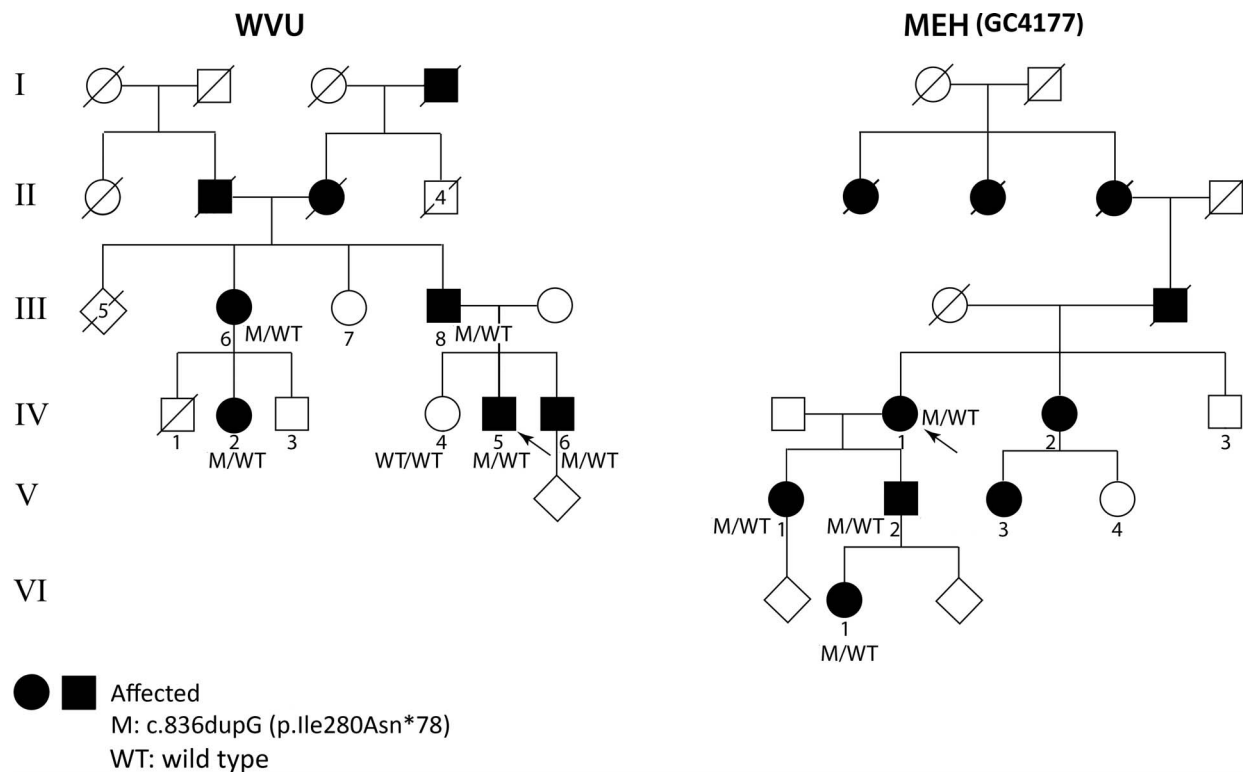 WVU MEH (GC4177)
I
II 4
III 5
6 M/WT 7 8 M/WT
IV M/WT
1 2 3 4 5 6 1 2 3
M/WT WT/WT M/WT M/WT
V
M/WT 1 M/WT 2 3 4
VI
1
M/WT
Affected
M: c.836dupG (p.Ile280Asn*78)
WT: wild type